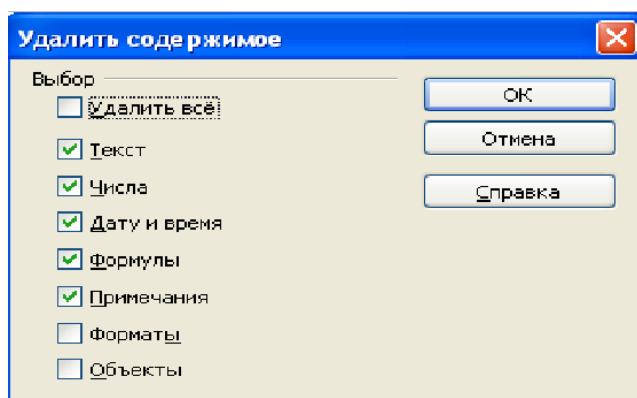 Удалить содержимое
Выбор
Удалить всё
Текст
Числа
Дату и время
Формулы
Примечания
Форматы
Объекты
ОК
Отмена
Справка